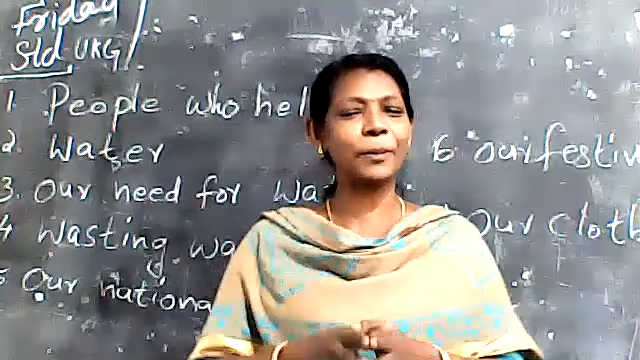 Friday
Std UKG
1 People who hel
2. Water
3. Our need for wa
4 Wasting wa
5 Our nationa
6 Our festiv
Our cloth